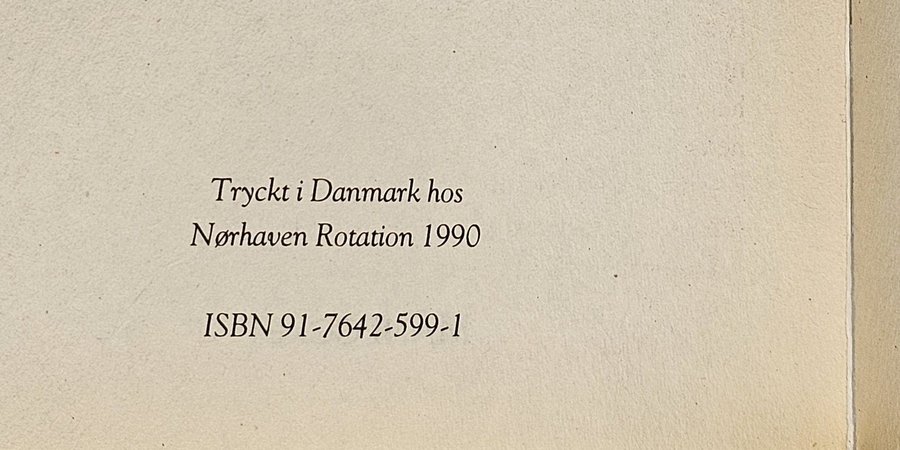 Tryckt i Danmark hos
Nørhaven Rotation 1990
ISBN 91-7642-599-1